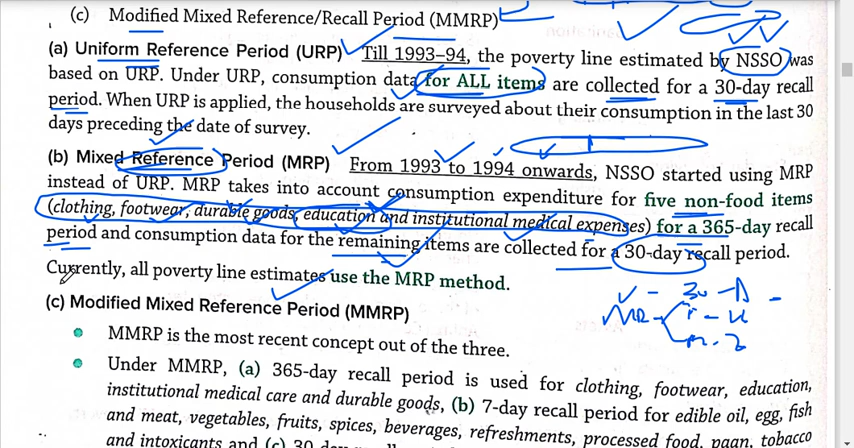 (c) Modified Mixed Reference/Recall Period (MMRP)
(a) Uniform Reference Period (URP) Till 1993–94, the poverty line estimated by NSSO was
based on URP. Under URP, consumption data for ALL items are collected for a 30-day recall
period. When URP is applied, the households are surveyed about their consumption in the last 30
days preceding the date of survey.
(b) Mixed Reference Period (MRP) From 1993 to 1994 onwards, NSSO started using MRP
instead of URP. MRP takes into account consumption expenditure for five non-food items
(clothing, footwear, durable goods, education and institutional medical expenses) for a 365-day recall
period and consumption data for the remaining items are collected for a 30-day recall period.
Currently, all poverty line estimates use the MRP method.
(c) Modified Mixed Reference Period (MMRP)
MMRP is the most recent concept out of the three.
Under MMRP, (a) 365-day recall period is used for clothing, footwear, education,
institutional medical care and durable goods, (b) 7-day recall period for edible oil, egg, fish
and meat, vegetables, fruits, spices, beverages, refreshments, processed food, paan, tobacco
and intoxicants and (c) 30